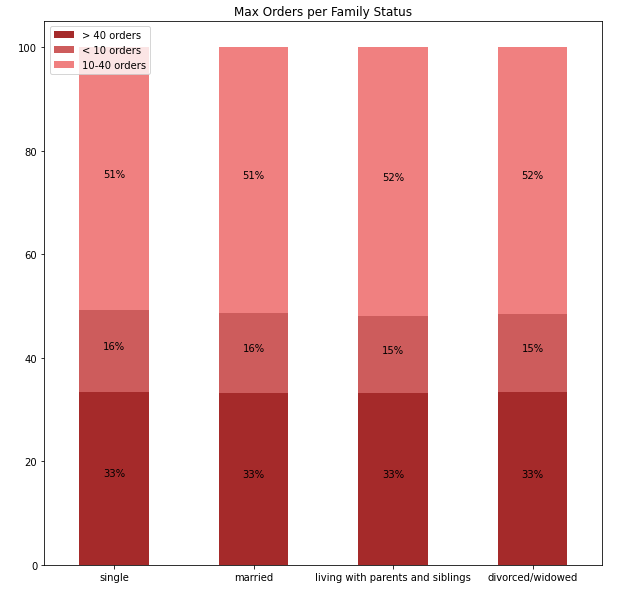 Max Orders per Family Status
> 40 orders
< 10 orders
10-40 orders
100
80
60
40
20
0
51%
51%
52%
52%
16%
16%
15%
15%
33%
33%
33%
33%
single
married
living with parents and siblings
divorced/widowed